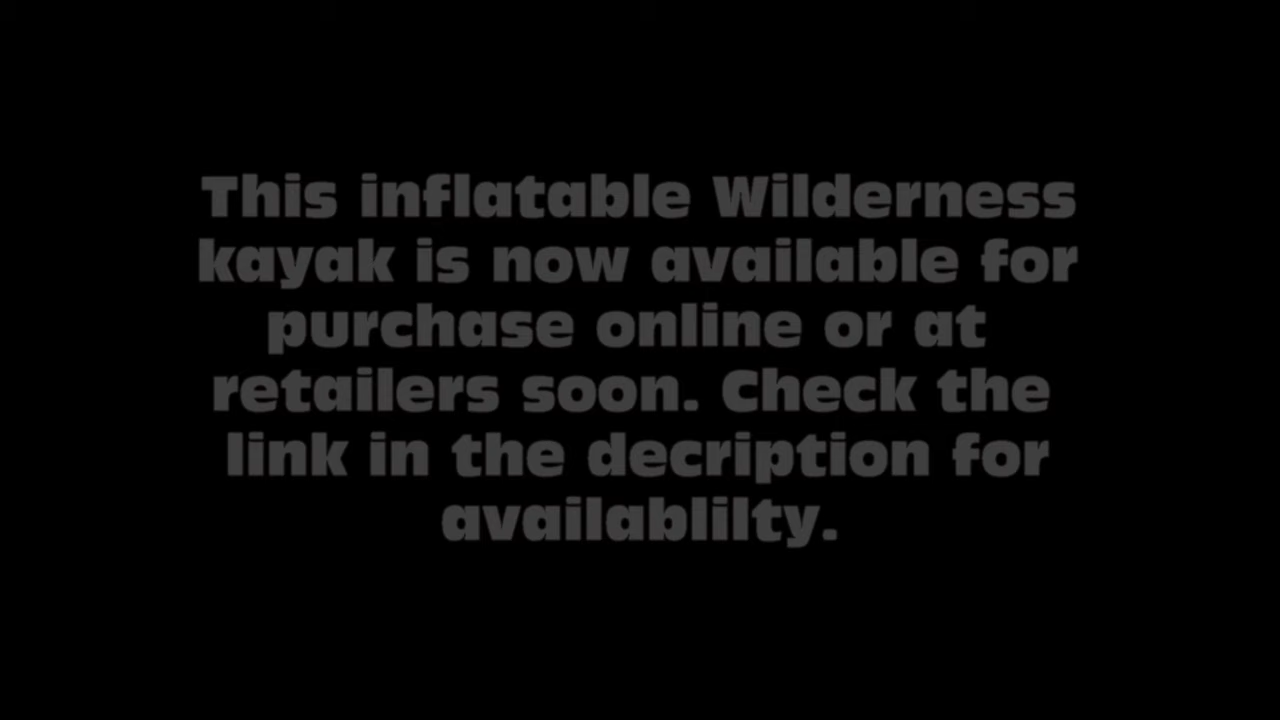 This inflatable Wilderness
kayak is now available for
purchase online or at
retailers soon. Check the
link in the decription for
availablilty.